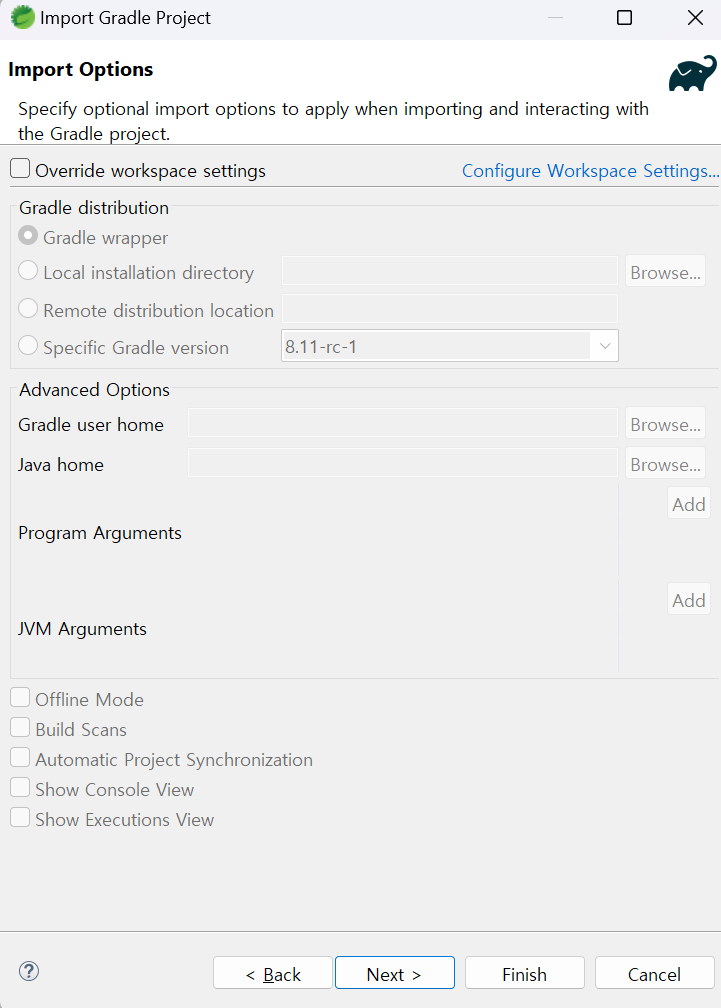 Import Gradle Project
Import Options
Specify optional import options to apply when importing and interacting with
the Gradle project.
Override workspace settings
Configure Workspace Settings...
Gradle distribution
Gradle wrapper
Local installation directory
Browse...
Remote distribution location
Specific Gradle version
8.11-rc-1
Advanced Options
Gradle user home
Browse...
Java home
Browse...
Add
Program Arguments
Add
JVM Arguments
Offline Mode
Build Scans
Automatic Project Synchronization
Show Console View
Show Executions View
?
< Back
Next >
Finish
Cancel